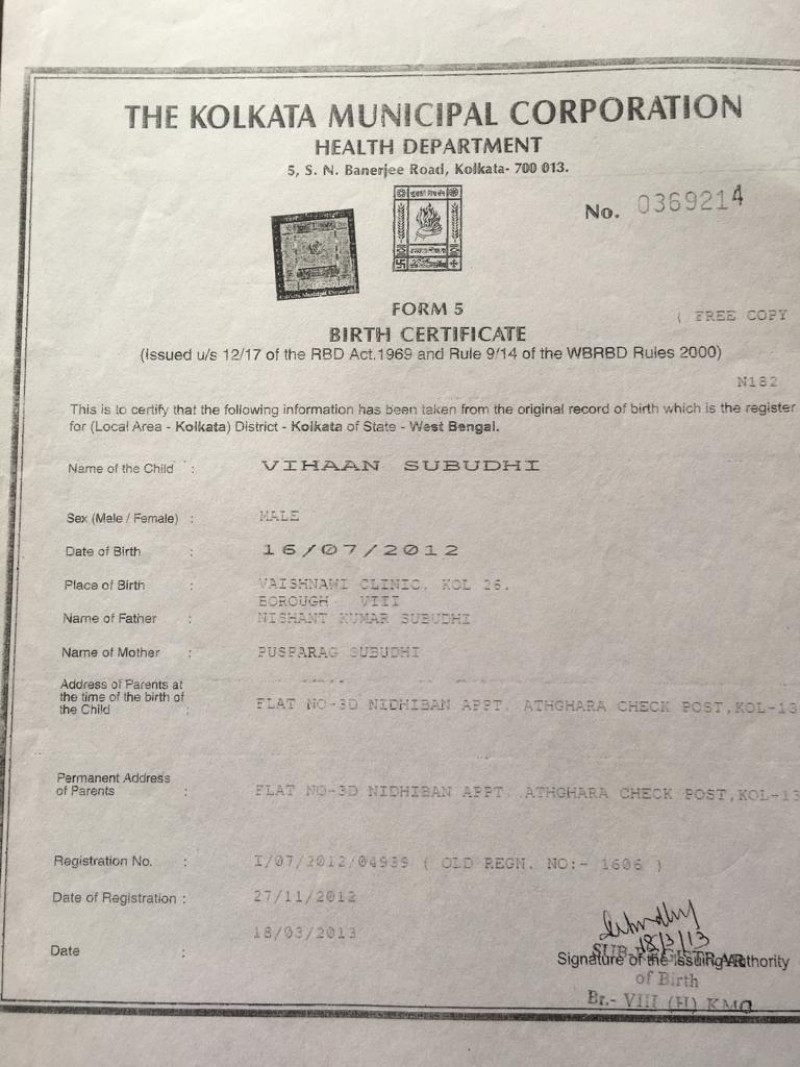 THE KOLKATA MUNICIPAL CORPORATION
HEALTH DEPARTMENT
5, S. N. Banerjee Road, Kolkata- 700 013.
No. 0369214
FORM 5
( FREE COPY
BIRTH CERTIFICATE
(Issued u/s 12/17 of the RBD Act.1969 and Rule 9/14 of the WBRBD Rules 2000)
N182
This is to certify that the following information has been taken from the original record of birth which is the register
for (Local Area - Kolkata) District - Kolkata of State - West Bengal.
Name of the Child : VIHAAN SUBUDHI
Sex (Male / Female) : MALE
Date of Birth : 16/07/2012
Place of Birth : VAISHNAWI CLINIC, KOL 26.
BOROUGH VIII
Name of Father : NISHANT KUMAR SUBUDHI
Name of Mother : PUSPARAG SUBUDHI
Address of Parents at
the time of the birth of
the Child : FLAT NO-3D NIDHIBAN APPT. ATHGHARA CHECK POST,KOL-13
Permanent Address
of Parents : FLAT NO-3D NIDHIBAN APPT. ATHGHARA CHECK POST,KOL-13
Registration No. : I/07/2012/04939 ( OLD REGN. NO:- 1606 )
Date of Registration : 27/11/2012
18/03/2013
Date :
18/3/13
SUB REGISTRAR
Signature of the Issuing Authority
of Birth
Br.- VIII (H) KMC